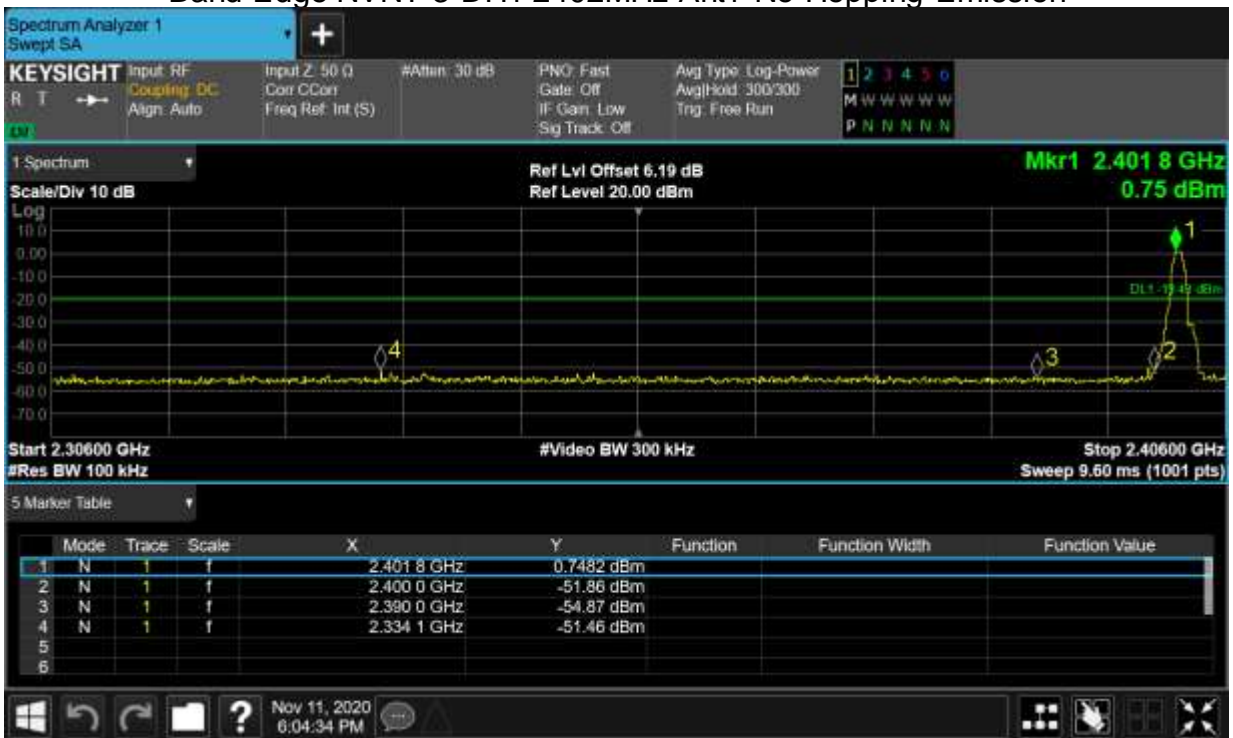 Band Edge NVNT 3-DH1 2402MHz Ant1 No-Hopping Emission
Spectrum Analyzer 1
Swept SA
+
KEYSIGHT Input: RF Input Z: 50 Ω #Atten: 30 dB PNO: Fast Avg Type: Log-Power 1 2 3 4 5 6
R T Coupling: DC Corr CCorr Gate: Off Avg|Hold: 300/300 M W W W W W
Align: Auto Freq Ref: Int (S) IF Gain: Low Trig: Free Run
Sig Track: Off P N N N N N
1 Spectrum Ref Lvl Offset 6.19 dB Mkr1 2.401 8 GHz
Scale/Div 10 dB Ref Level 20.00 dBm 0.75 dBm
Log
10.0 1
0.00
-10.0
-20.0
-30.0
-40.0 4 3 2
-50.0
-60.0
-70.0
Start 2.30600 GHz #Video BW 300 kHz Stop 2.40600 GHz
#Res BW 100 kHz Sweep 9.60 ms (1001 pts)
5 Marker Table
Mode Trace Scale X Y Function Function Width Function Value
1 N 1 f 2.401 8 GHz 0.7482 dBm
2 N 1 f 2.400 0 GHz -51.86 dBm
3 N 1 f 2.390 0 GHz -54.87 dBm
4 N 1 f 2.334 1 GHz -51.46 dBm
5
6
? Nov 11, 2020
6:04:34 PM